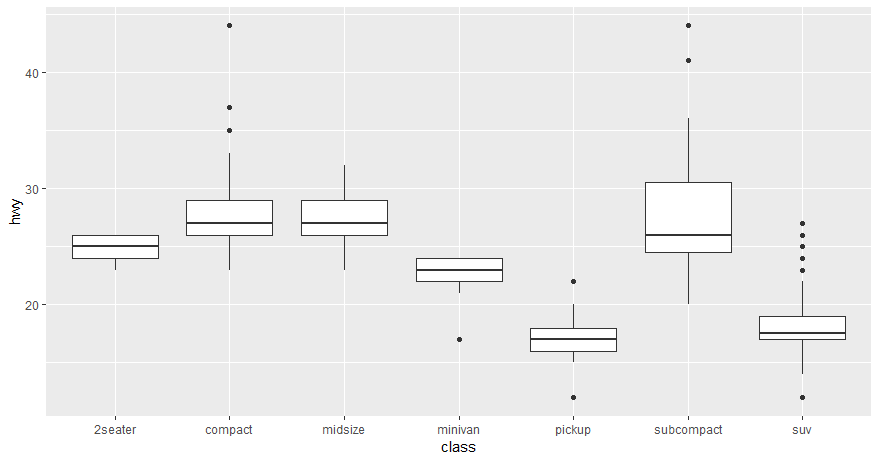 40
30
20
hwy
2seater compact midsize minivan pickup subcompact suv
class